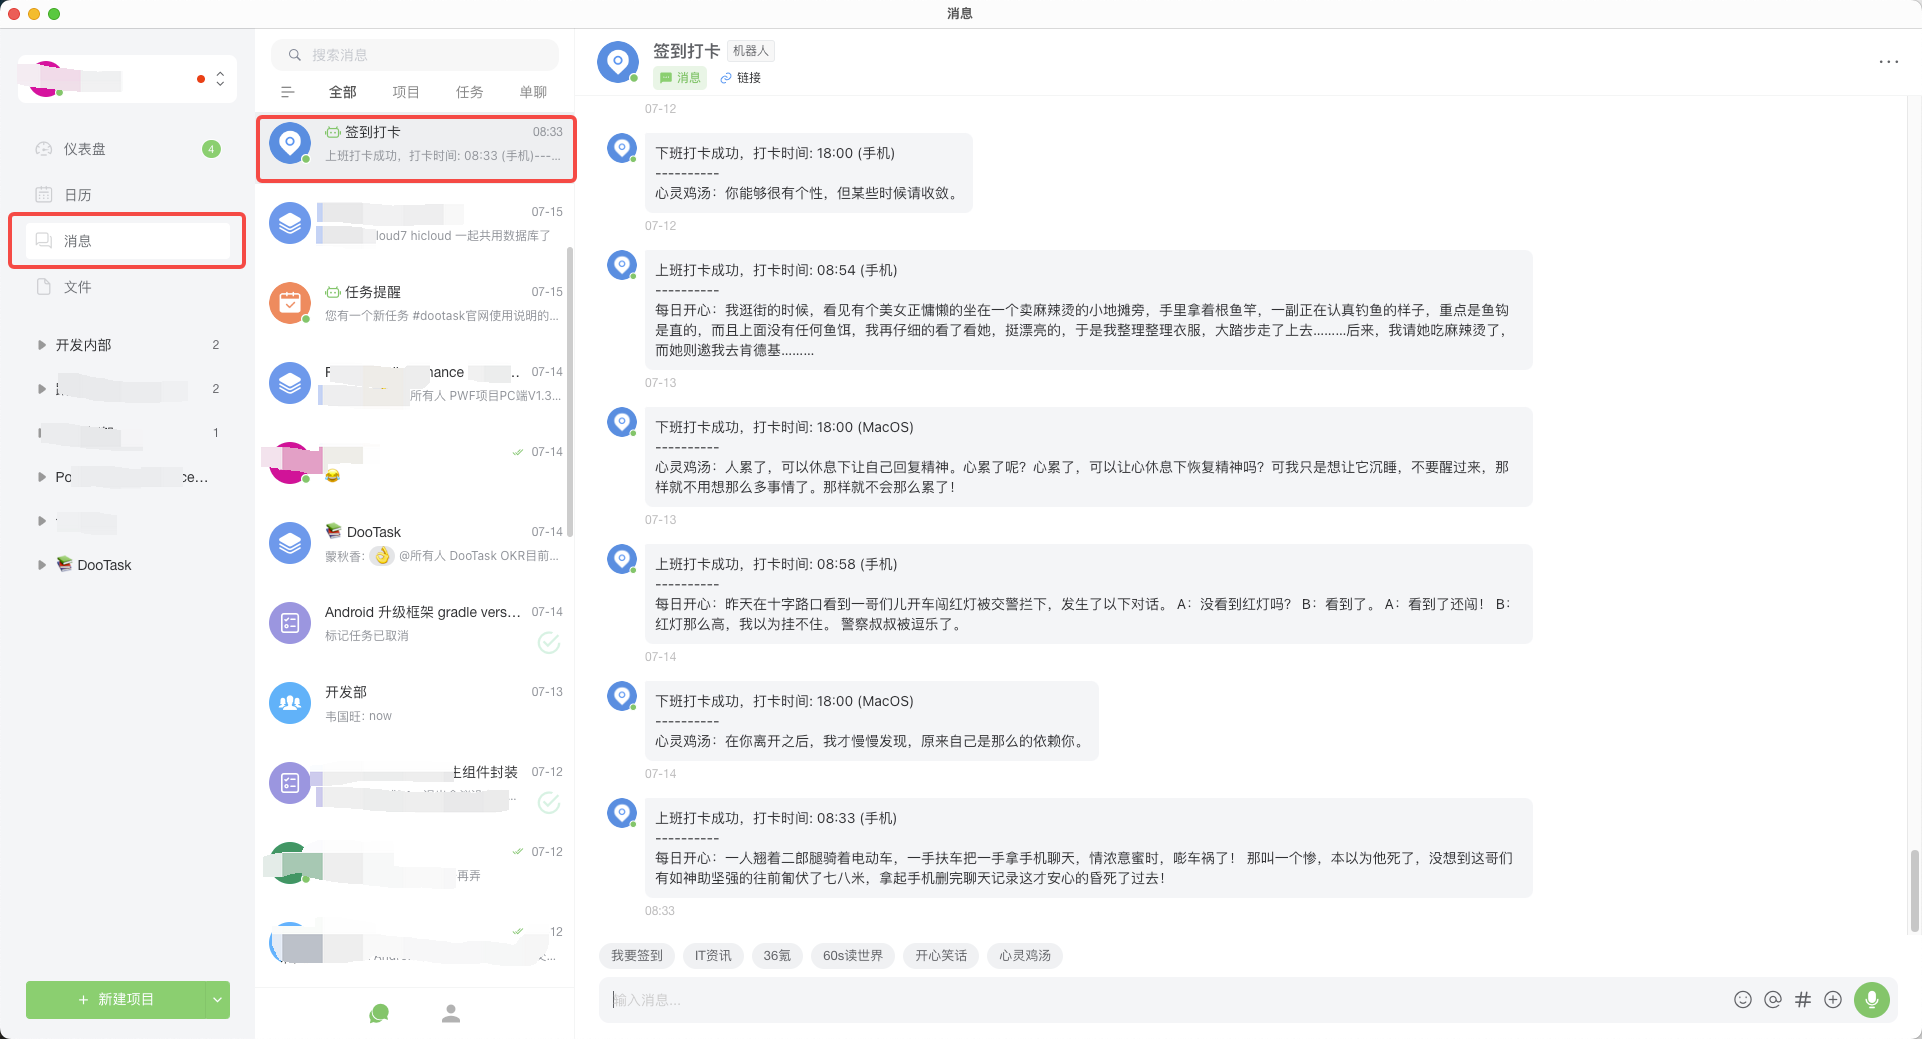 消息
仪表盘
4
日历
消息
文件
开发内部
2
2
1
Po
ce...
DooTask
新建项目
搜索消息
全部
项目
任务
单聊
签到打卡
08:33
上班打卡成功，打卡时间: 08:33 (手机)---...
07-15
loud7 hicloud 一起共用数据库了
任务提醒
07-15
您有一个新任务 #dootask官网使用说明的...
nance
..
07-14
所有人 PWF项目PC端V1.3...
07-14
DooTask
07-14
蒙秋香: 👌 @所有人 DooTask OKR目前...
Android 升级框架 gradle vers...
07-14
标记任务已取消
开发部
07-13
韦国旺: now
组件封装
07-12
...
07-12
再弄
12
签到打卡
机器人
消息
链接
07-12
下班打卡成功，打卡时间: 18:00 (手机)
----------
心灵鸡汤：你能够很有个性，但某些时候请收敛。
07-12
上班打卡成功，打卡时间: 08:54 (手机)
----------
每日开心：我逛街的时候，看见有个美女正慵懒的坐在一个卖麻辣烫的小地摊旁，手里拿着根鱼竿，一副正在认真钓鱼的样子，重点是鱼钩
是直的，而且上面没有任何鱼饵，我再仔细的看了看她，挺漂亮的，于是我整理整理衣服，大踏步走了上去………后来，我请她吃麻辣烫了，
而她则邀我去肯德基………
07-13
下班打卡成功，打卡时间: 18:00 (MacOS)
----------
心灵鸡汤：人累了，可以休息下让自己回复精神。心累了呢？心累了，可以让心休息下恢复精神吗？可我只是想让它沉睡，不要醒过来，那
样就不用想那么多事情了。那样就不会那么累了！
07-13
上班打卡成功，打卡时间: 08:58 (手机)
----------
每日开心：昨天在十字路口看到一哥们儿开车闯红灯被交警拦下，发生了以下对话。 A：没看到红灯吗？ B：看到了。 A：看到了还闯！ B：
红灯那么高，我以为挂不住。 警察叔叔被逗乐了。
07-14
下班打卡成功，打卡时间: 18:00 (MacOS)
----------
心灵鸡汤：在你离开之后，我才慢慢发现，原来自己是那么的依赖你。
07-14
上班打卡成功，打卡时间: 08:33 (手机)
----------
每日开心：一人翘着二郎腿骑着电动车，一手扶车把一手拿手机聊天，情浓意蜜时，嘭车祸了！ 那叫一个惨，本以为他死了，没想到这哥们
有如神助坚强的往前匍伏了七八米，拿起手机删完聊天记录这才安心的昏死了过去！
08:33
我要签到
IT资讯
36氪
60s读世界
开心笑话
心灵鸡汤
输入消息...